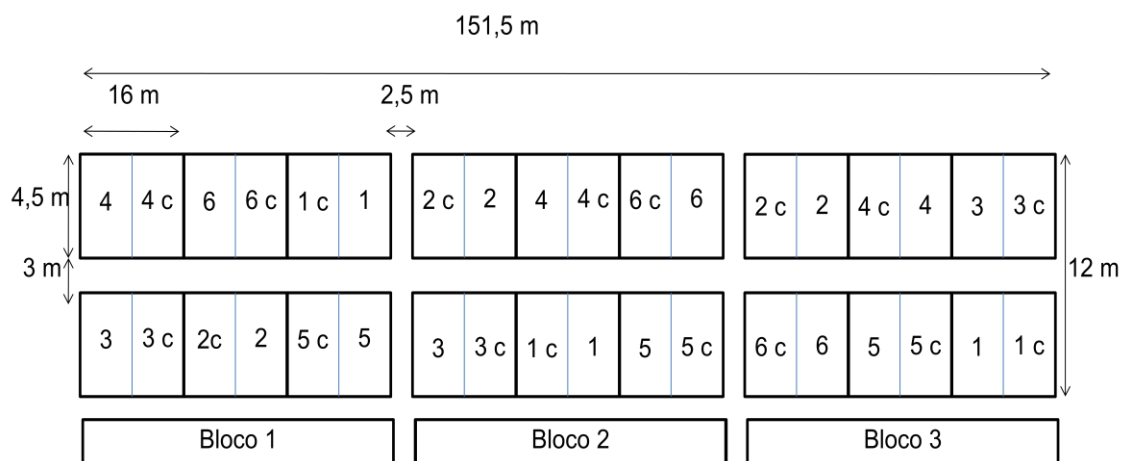 151,5 m
16 m 2,5 m
4,5 m 4 4 c 6 6 c 1 c 1 2 c 2 4 4 c 6 c 6 2 c 2 4 c 4 3 3 c
3 m 12 m
3 3 c 2c 2 5 c 5 3 3 c 1 c 1 5 5 c 6 c 6 5 5 c 1 1 c
Bloco 1 Bloco 2 Bloco 3